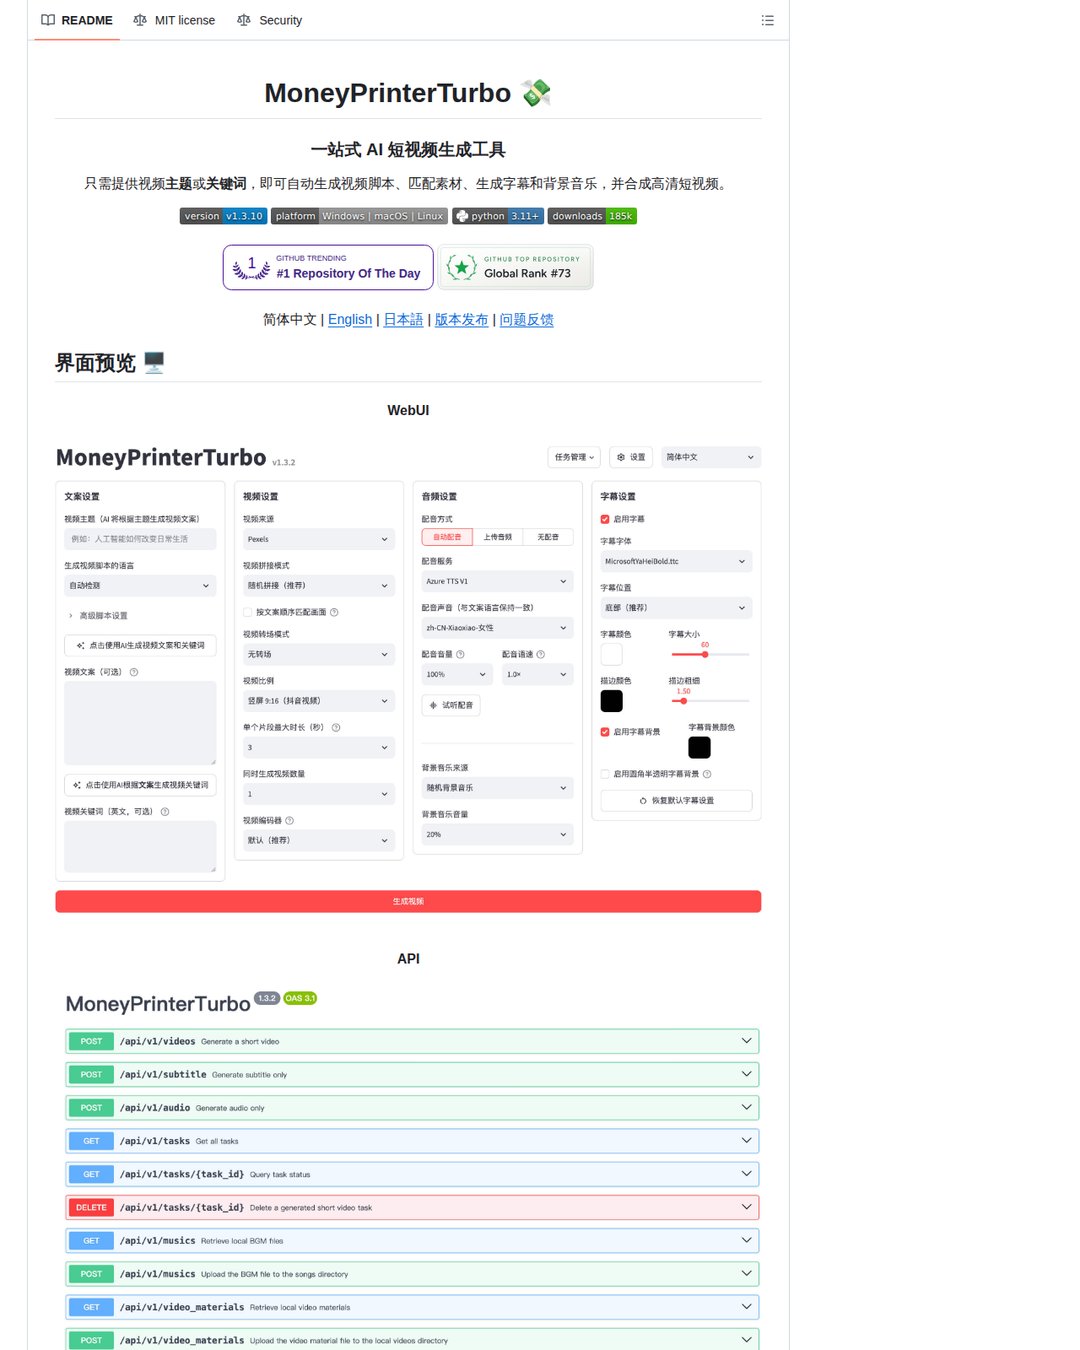 README MIT license Security
MoneyPrinterTurbo 💸
一站式 AI 短视频生成工具
只需提供视频主题或关键词，即可自动生成视频脚本、匹配素材、生成字幕和背景音乐，并合成高清短视频。
version v1.3.10 platform Windows | macOS | Linux python 3.11+ downloads 185k
1 GITHUB TRENDING
#1 Repository Of The Day
GITHUB TOP REPOSITORY
Global Rank #73
简体中文 | English | 日本語 | 版本发布 | 问题反馈
界面预览 🖥️
WebUI
MoneyPrinterTurbo v1.3.2
任务管理 设置 简体中文
文案设置
视频主题（AI 将根据主题生成视频文案）
例如：人工智能如何改变日常生活
生成视频脚本的语言
自动检测
高级脚本设置
点击使用AI生成视频文案和关键词
视频文案（可选）
点击使用AI根据文案生成视频关键词
视频关键词（英文，可选）
视频设置
视频来源
Pexels
视频拼接模式
随机拼接（推荐）
按文案顺序匹配画面
视频转场模式
无转场
视频比例
竖屏 9:16（抖音视频）
单个片段最大时长（秒）
3
同时生成视频数量
1
视频编码器
默认（推荐）
音频设置
配音方式
自动配音 上传音频 无配音
配音服务
Azure TTS V1
配音声音（与文案语言保持一致）
zh-CN-Xiaoxiao-女性
配音音量 配音语速
100% 1.0×
试听配音
背景音乐来源
随机背景音乐
背景音乐音量
20%
字幕设置
启用字幕
字幕字体
MicrosoftYaHeiBold.ttc
字幕位置
底部（推荐）
字幕颜色 字幕大小
60
描边颜色 描边粗细
1.50
启用字幕背景 字幕背景颜色
启用圆角半透明字幕背景
恢复默认字幕设置
生成视频
API
MoneyPrinterTurbo 1.3.2 OAS 3.1
POST /api/v1/videos Generate a short video
POST /api/v1/subtitle Generate subtitle only
POST /api/v1/audio Generate audio only
GET /api/v1/tasks Get all tasks
GET /api/v1/tasks/{task_id} Query task status
DELETE /api/v1/tasks/{task_id} Delete a generated short video task
GET /api/v1/musics Retrieve local BGM files
POST /api/v1/musics Upload the BGM file to the songs directory
GET /api/v1/video_materials Retrieve local video materials
POST /api/v1/video_materials Upload the video material file to the local videos directory